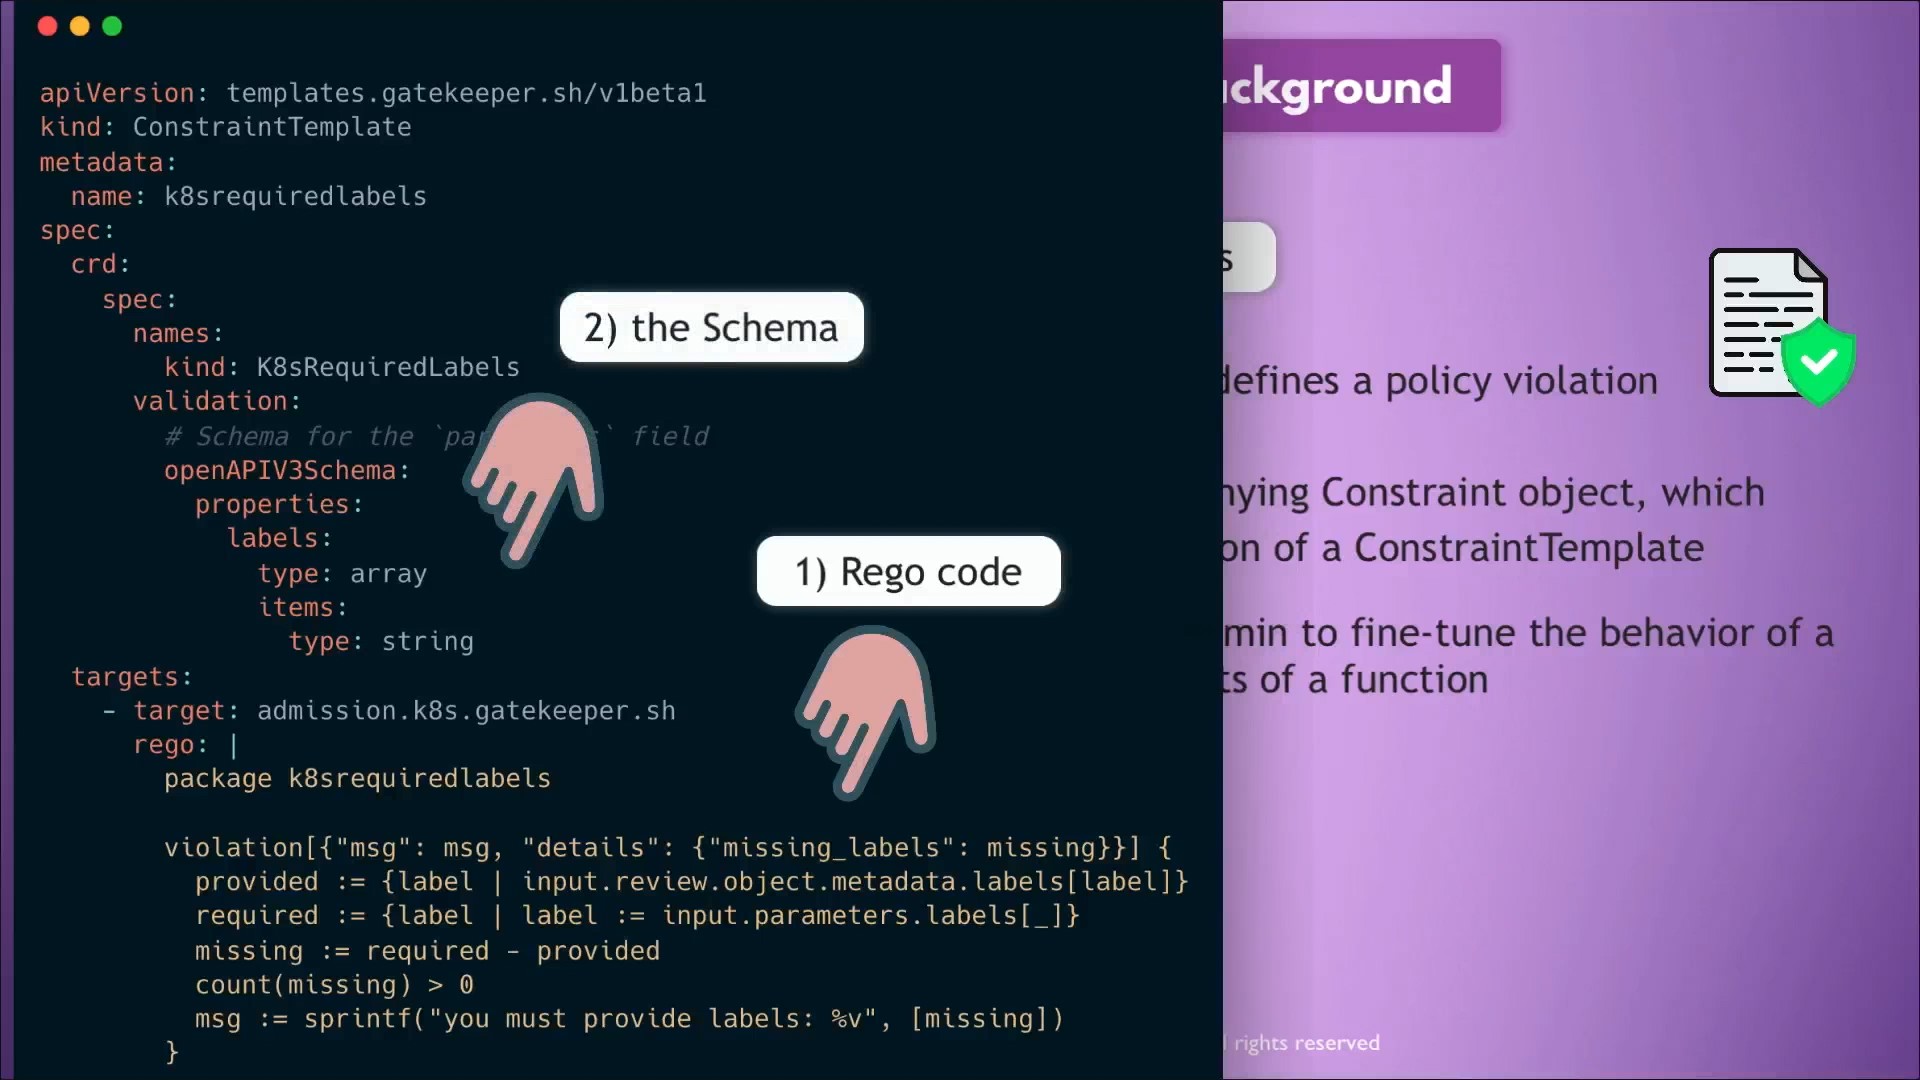 apiVersion: templates.gatekeeper.sh/v1beta1
kind: ConstraintTemplate
metadata:
  name: k8srequiredlabels
spec:
  crd:
    spec:
      names:
        kind: K8sRequiredLabels
      validation:
        # Schema for the field
        openAPIV3Schema:
          properties:
            labels:
              type: array
              items:
                type: string
  targets:
    - target: admission.k8s.gatekeeper.sh
      rego: |
        package k8srequiredlabels

        violation[{"msg": msg, "details": {"missing_labels": missing}}] {
          provided := {label | input.review.object.metadata.labels[label]}
          required := {label | label := input.parameters.labels[_]}
          missing := required - provided
          count(missing) > 0
          msg := sprintf("you must provide labels: %v", [missing])
        }
2) the Schema
1) Rego code
ckground
s
defines a policy violation
nying Constraint object, which
on of a ConstraintTemplate
min to fine-tune the behavior of a
ts of a function
rights reserved